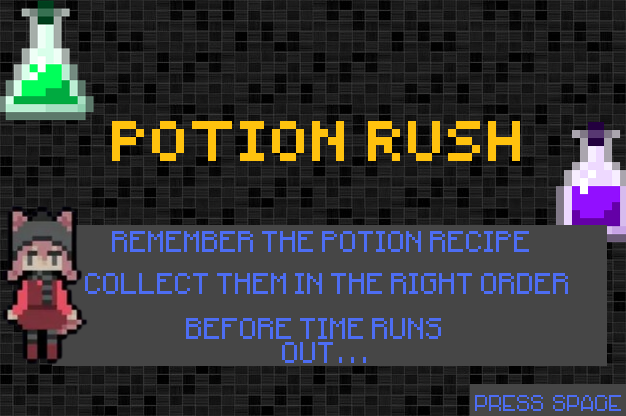 POTION RUSH
REMEMBER THE POTION RECIPE
COLLECT THEM IN THE RIGHT ORDER
BEFORE TIME RUNS
OUT...
PRESS SPACE